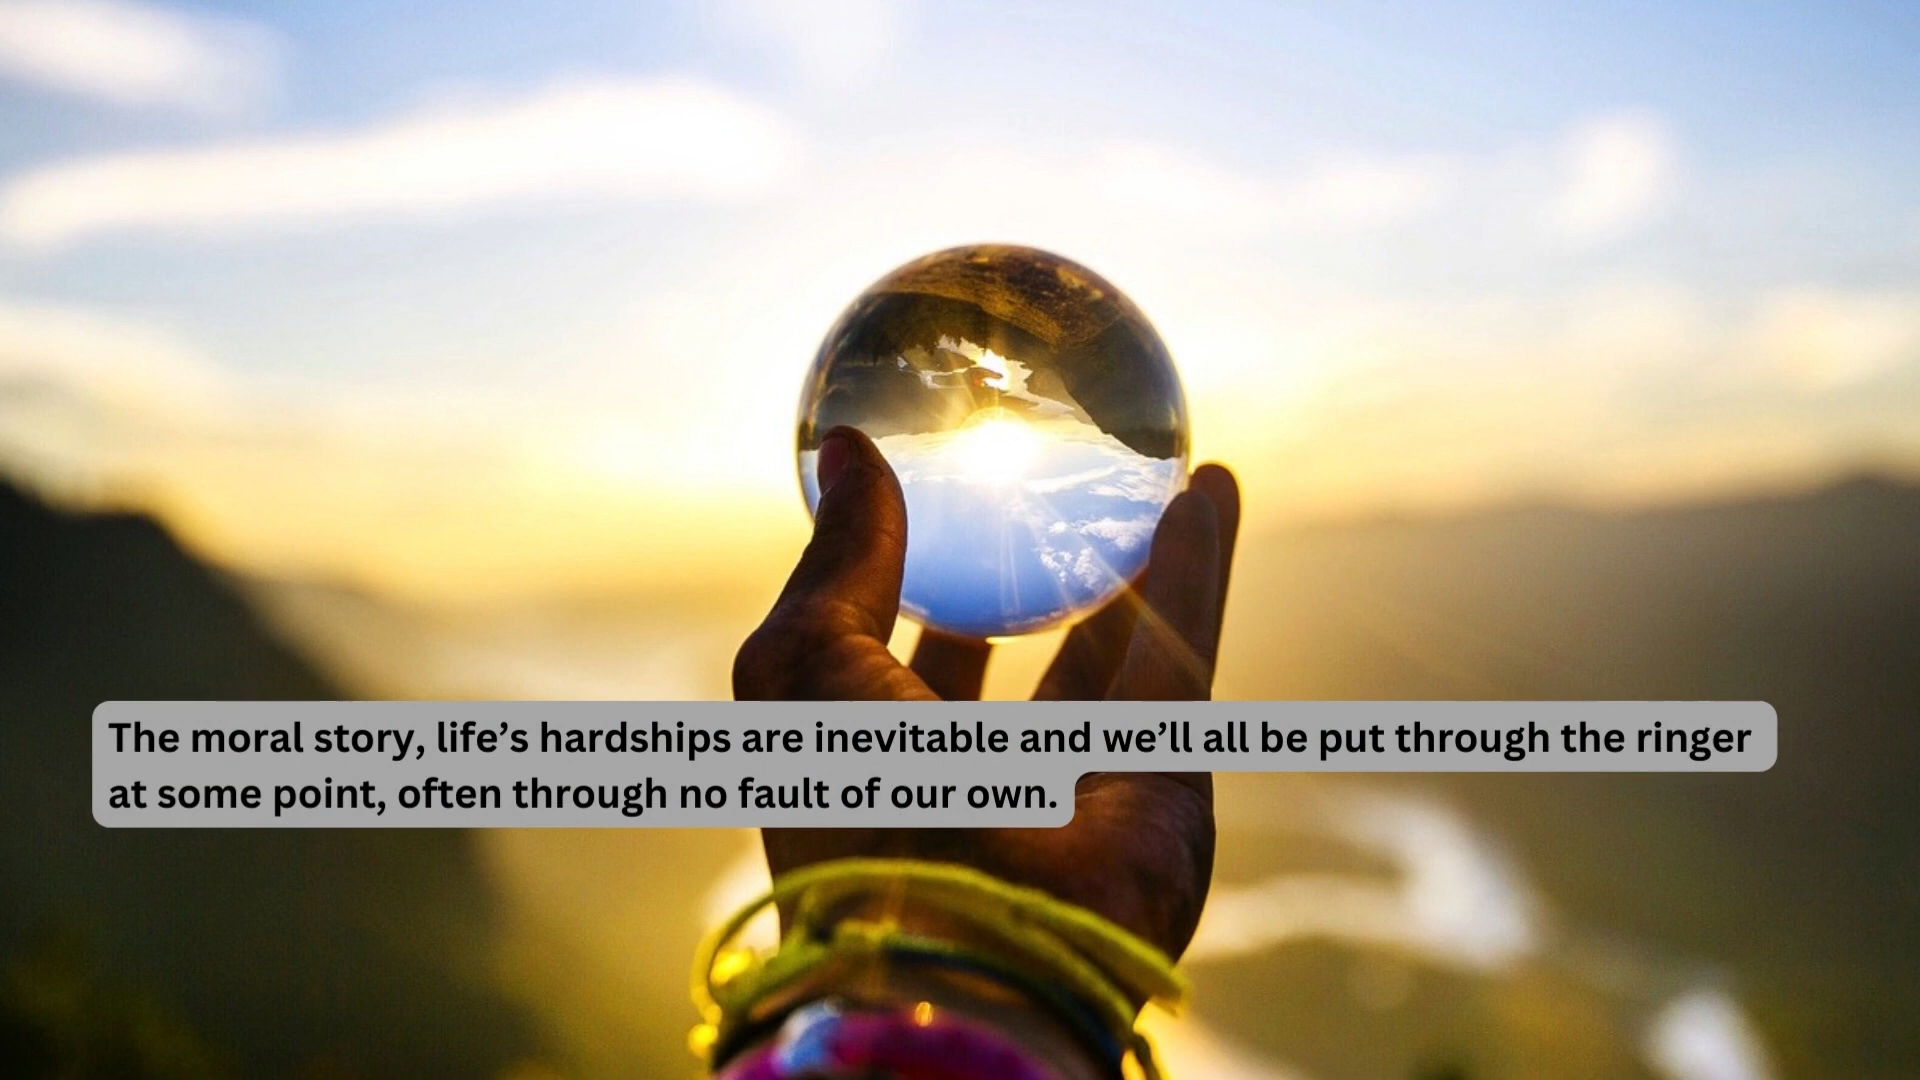 The moral story, life’s hardships are inevitable and we’ll all be put through the ringer
at some point, often through no fault of our own.